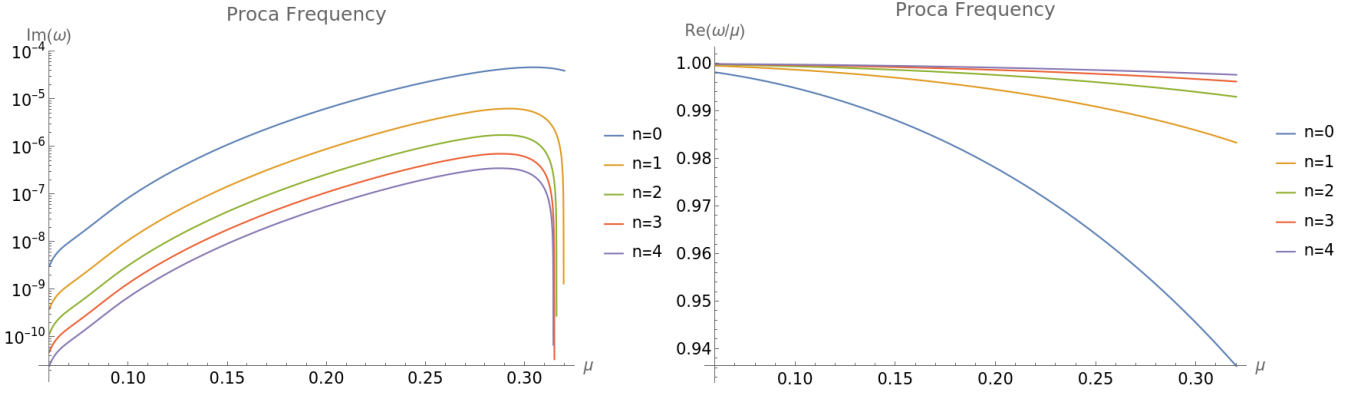 Proca Frequency
Im(ω)
10⁻⁴
10⁻⁵
10⁻⁶
10⁻⁷
10⁻⁸
10⁻⁹
10⁻¹⁰
0.10 0.15 0.20 0.25 0.30 μ
n=0
n=1
n=2
n=3
n=4
Proca Frequency
Re(ω/μ)
1.00
0.99
0.98
0.97
0.96
0.95
0.94
0.10 0.15 0.20 0.25 0.30 μ
n=0
n=1
n=2
n=3
n=4